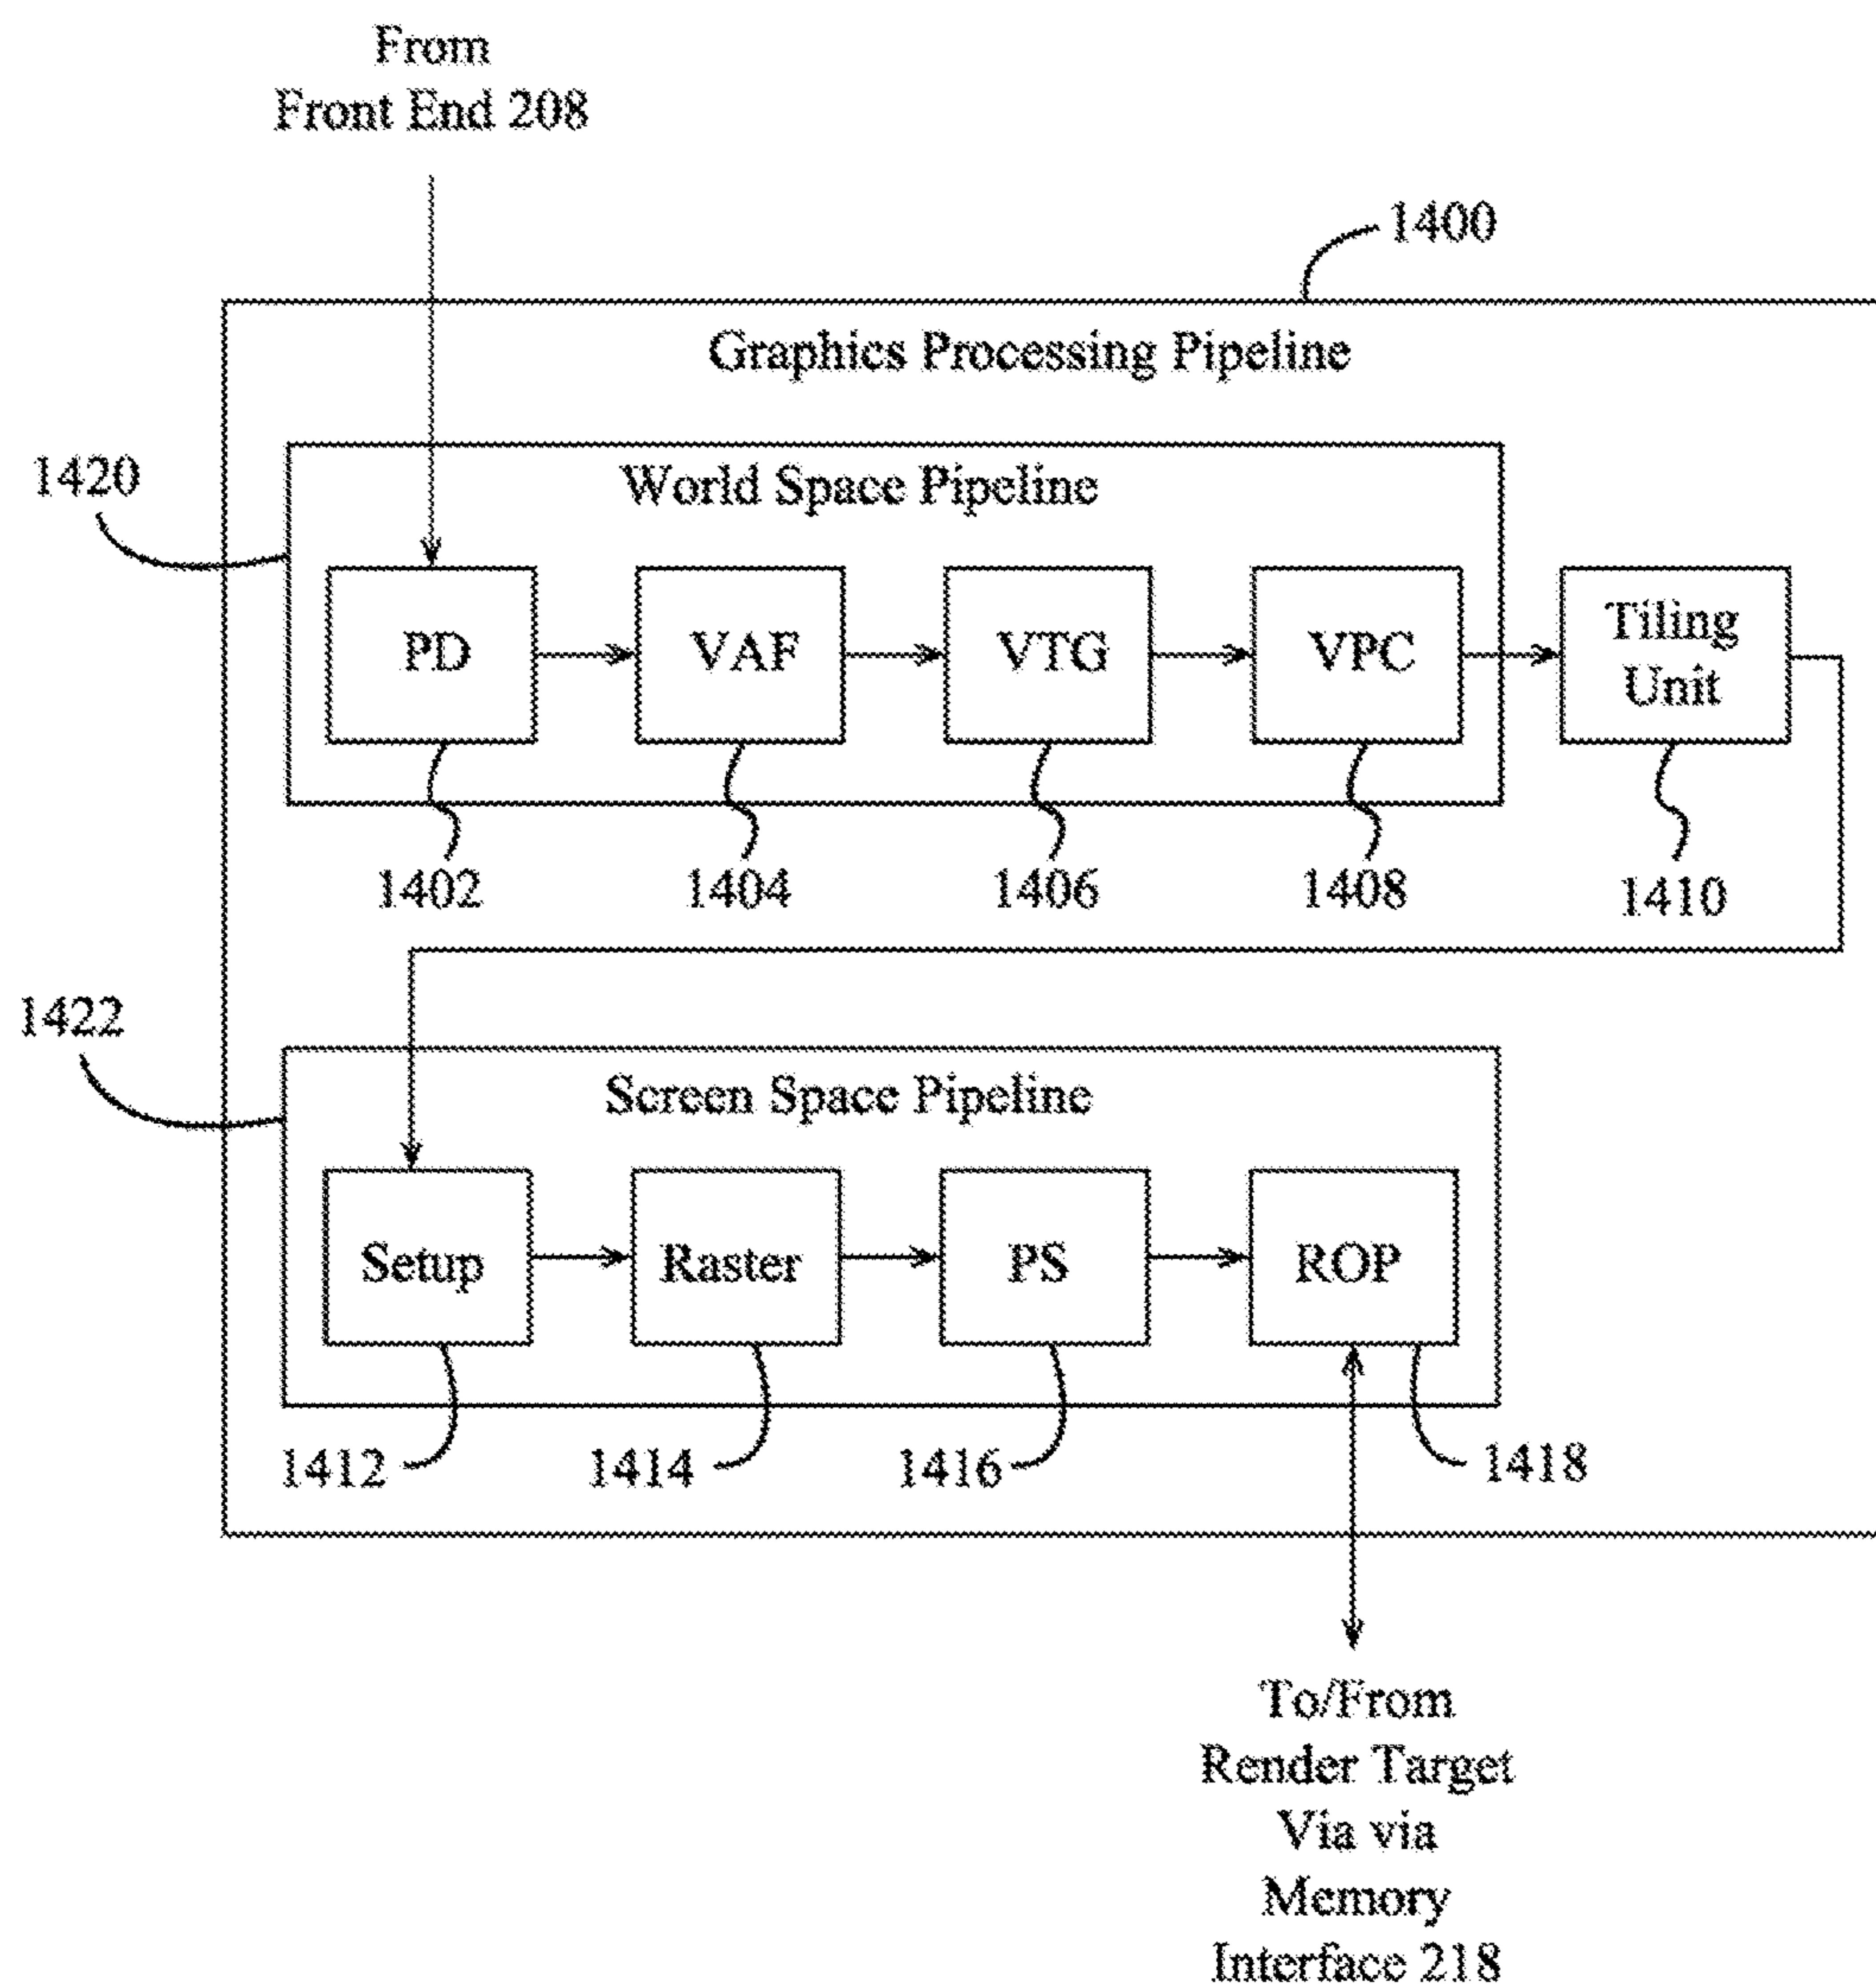 From
Front End 208
1400
Graphics Processing Pipeline
1420
World Space Pipeline
PD
VAF
VTG
VPC
Tiling
Unit
1402
1404
1406
1408
1410
1422
Screen Space Pipeline
Setup
Raster
PS
ROP
1412
1414
1416
1418
To/From
Render Target
Via via
Memory
Interface 218